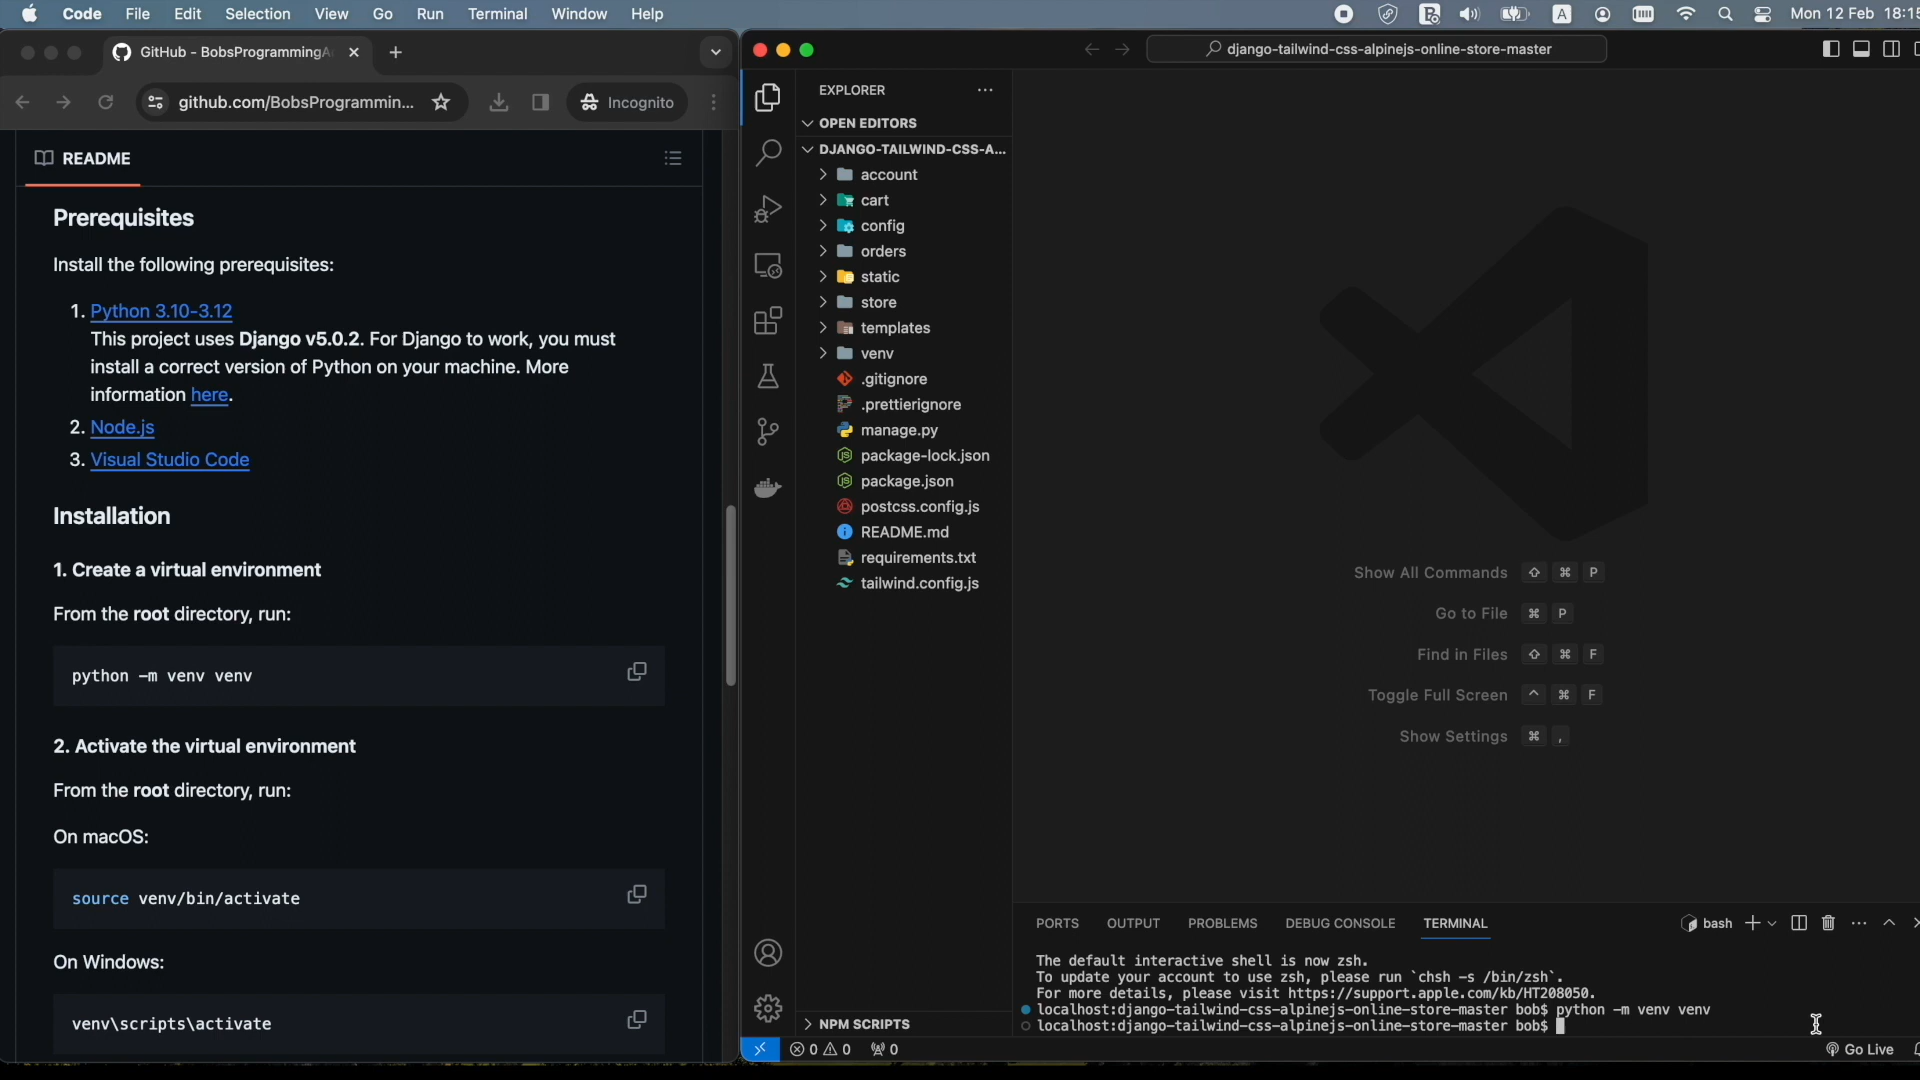 Code File Edit Selection View Go Run Terminal Window Help
A
Mon 12 Feb 18:15
GitHub - BobsProgrammingA
github.com/BobsProgrammin...
Incognito
README
Prerequisites
Install the following prerequisites:
1. Python 3.10-3.12
This project uses Django v5.0.2. For Django to work, you must
install a correct version of Python on your machine. More
information here.
2. Node.js
3. Visual Studio Code
Installation
1. Create a virtual environment
From the root directory, run:
python -m venv venv
2. Activate the virtual environment
From the root directory, run:
On macOS:
source venv/bin/activate
On Windows:
venv\scripts\activate
django-tailwind-css-alpinejs-online-store-master
EXPLORER
OPEN EDITORS
DJANGO-TAILWIND-CSS-A...
account
cart
config
orders
static
store
templates
venv
.gitignore
.prettierignore
manage.py
package-lock.json
package.json
postcss.config.js
README.md
requirements.txt
tailwind.config.js
NPM SCRIPTS
Show All Commands ⇧ ⌘ P
Go to File ⌘ P
Find in Files ⇧ ⌘ F
Toggle Full Screen ^ ⌘ F
Show Settings ⌘ ,
PORTS OUTPUT PROBLEMS DEBUG CONSOLE TERMINAL
bash
The default interactive shell is now zsh.
To update your account to use zsh, please run `chsh -s /bin/zsh`.
For more details, please visit https://support.apple.com/kb/HT208050.
localhost:django-tailwind-css-alpinejs-online-store-master bob$ python -m venv venv
localhost:django-tailwind-css-alpinejs-online-store-master bob$
0 0 0
Go Live